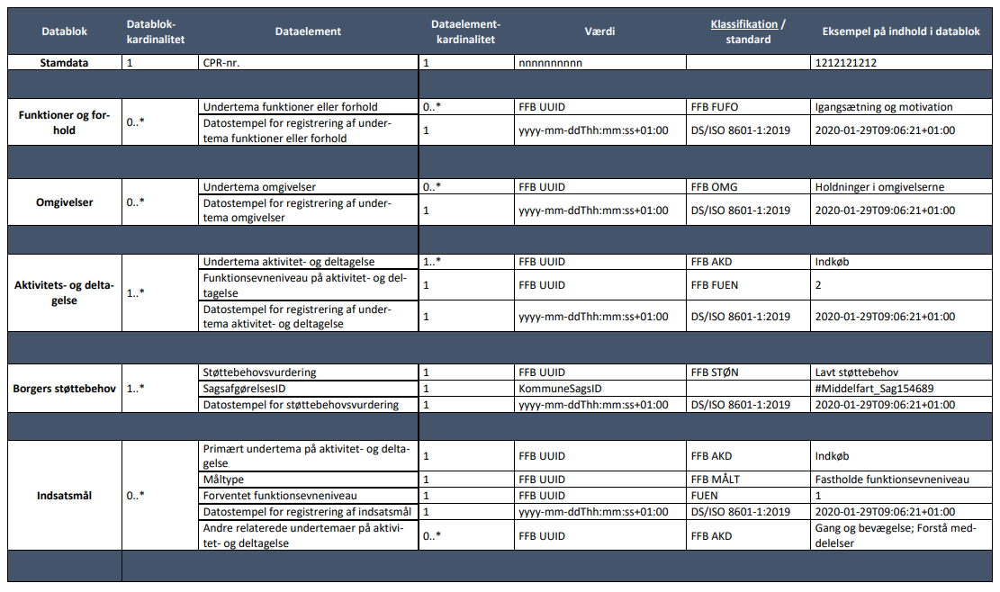 Datablok
Datablok-
kardinalitet
Dataelement
Dataelement-
kardinalitet
Værdi
Klassifikation /
standard
Eksempel på indhold i datablok
Stamdata
1
CPR-nr.
1
nnnnnnnnnn
1212121212
Funktioner og for-
hold
0..*
Undertema funktioner eller forhold
0..*
FFB UUID
FFB FUFO
Igangsætning og motivation
Datostempel for registrering af under-
tema funktioner eller forhold
1
yyyy-mm-ddThh:mm:ss+01:00
DS/ISO 8601-1:2019
2020-01-29T09:06:21+01:00
Omgivelser
0..*
Undertema omgivelser
0..*
FFB UUID
FFB OMG
Holdninger i omgivelserne
Datostempel for registrering af under-
tema omgivelser
1
yyyy-mm-ddThh:mm:ss+01:00
DS/ISO 8601-1:2019
2020-01-29T09:06:21+01:00
Aktivitets- og delta-
gelse
1..*
Undertema aktivitet- og deltagelse
1..*
FFB UUID
FFB AKD
Indkøb
Funktionsevneniveau på aktivitet- og del-
tagelse
1
FFB UUID
FFB FUEN
2
Datostempel for registrering af under-
tema aktivitet- og deltagelse
1
yyyy-mm-ddThh:mm:ss+01:00
DS/ISO 8601-1:2019
2020-01-29T09:06:21+01:00
Borgers støttebehov
1..*
Støttebehovsvurdering
1
FFB UUID
FFB STØN
Lavt støttebehov
SagsafgørelsesID
1
KommuneSagsID
#Middelfart_Sag154689
Datostempel for støttebehovsvurdering
1
yyyy-mm-ddThh:mm:ss+01:00
DS/ISO 8601-1:2019
2020-01-29T09:06:21+01:00
Indsatsmål
0..*
Primært undertema på aktivitet- og delta-
gelse
1
FFB UUID
FFB AKD
Indkøb
Måltype
1
FFB UUID
FFB MÅLT
Fastholde funktionsevneniveau
Forventet funktionsevneniveau
1
FFB UUID
FUEN
1
Datostempel for registrering af indsatsmål
1
yyyy-mm-ddThh:mm:ss+01:00
DS/ISO 8601-1:2019
2020-01-29T09:06:21+01:00
Andre relaterede undertemaer på aktivi-
tet- og deltagelse
0..*
FFB UUID
FFB AKD
Gang og bevægelse; Forstå med-
delelser